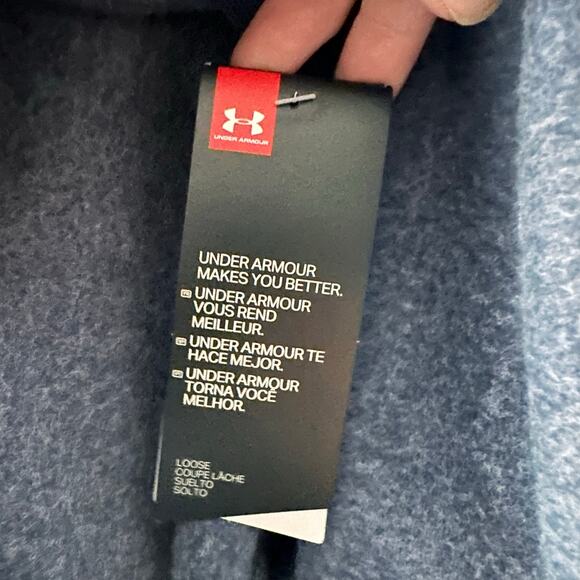 UNDER ARMOUR
UNDER ARMOUR
MAKES YOU BETTER.
FR UNDER ARMOUR
VOUS REND
MEILLEUR.
UNDER ARMOUR TE
HACE MEJOR.
UNDER ARMOUR
TORNA VOCÊ
MELHOR.
LOOSE
COUPE LÂCHE
SUELTO
SOLTO